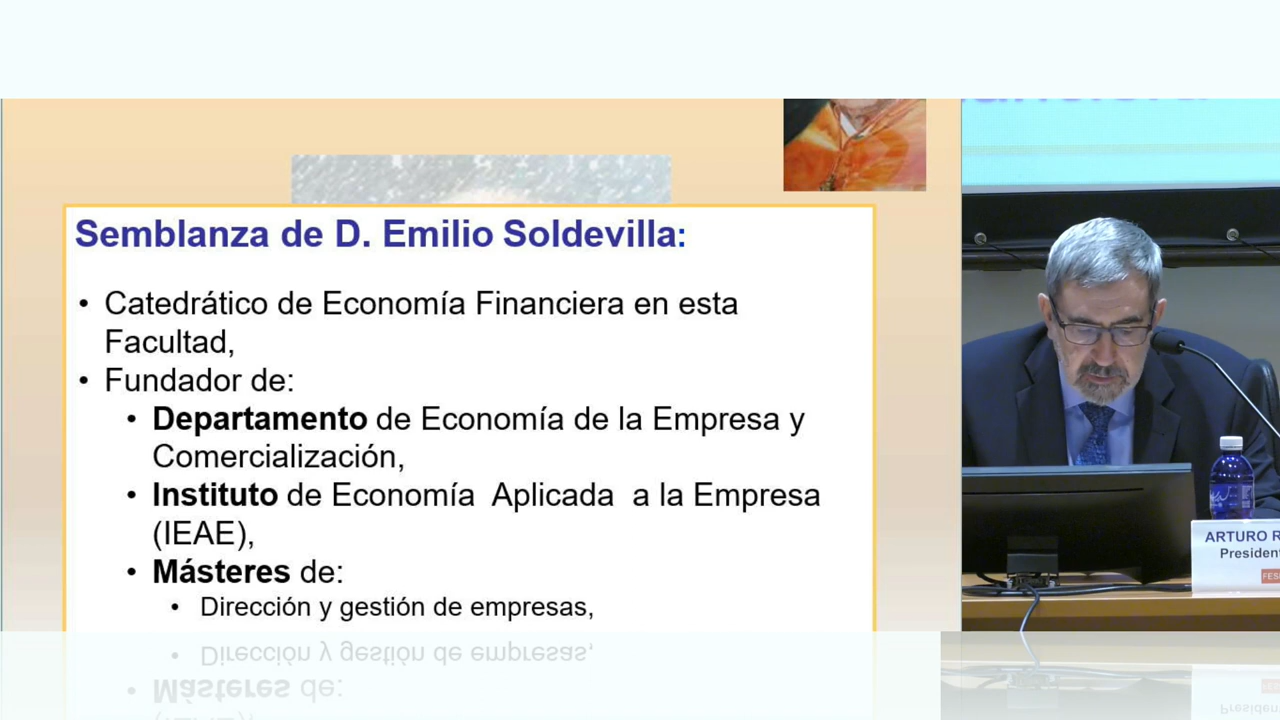 Semblanza de D. Emilio Soldevilla:
• Catedrático de Economía Financiera en esta
Facultad,
• Fundador de:
• Departamento de Economía de la Empresa y
Comercialización,
• Instituto de Economía Aplicada a la Empresa
(IEAE),
• Másteres de:
• Dirección y gestión de empresas,
ARTURO R
Presiden
FES